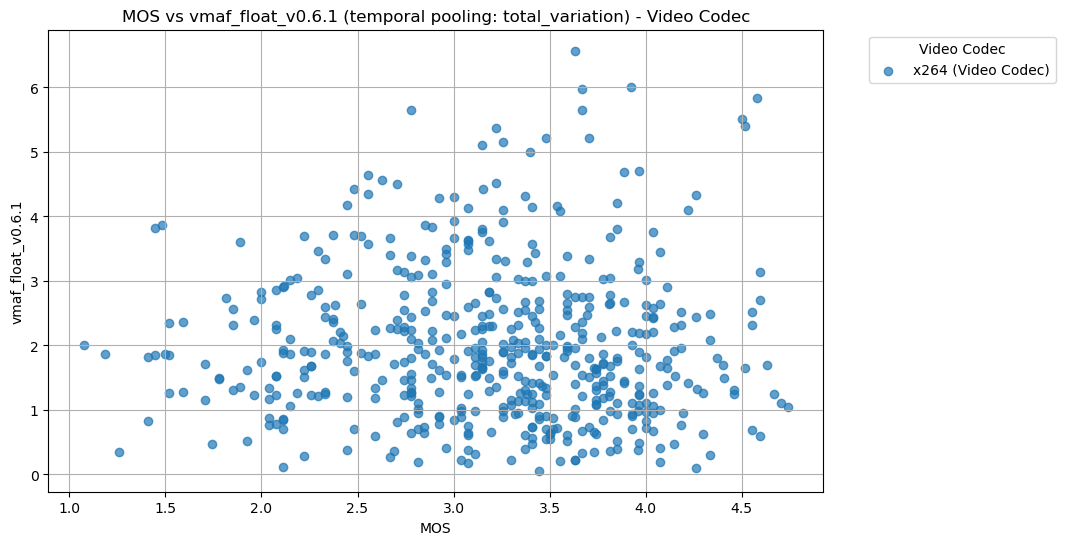 MOS vs vmaf_float_v0.6.1 (temporal pooling: total_variation) - Video Codec
Video Codec
x264 (Video Codec)
vmaf_float_v0.6.1
6
5
4
3
2
1
0
1.0 1.5 2.0 2.5 3.0 3.5 4.0 4.5
MOS